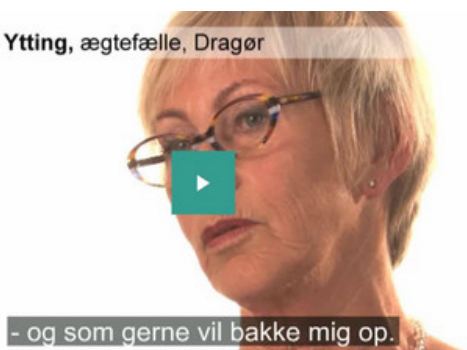 Ytting, ægtefælle, Dragør
- og som gerne vil bakke mig op.